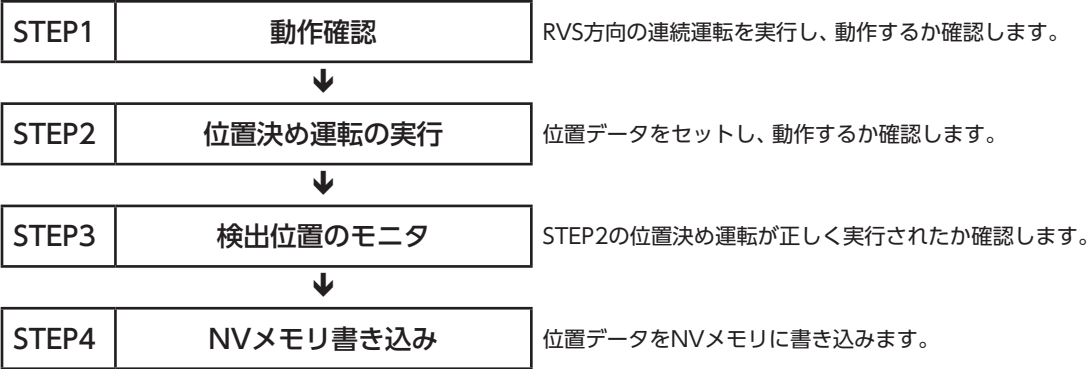 STEP1 動作確認 RVS方向の連続運転を実行し、動作するか確認します。
STEP2 位置決め運転の実行 位置データをセットし、動作するか確認します。
STEP3 検出位置のモニタ STEP2の位置決め運転が正しく実行されたか確認します。
STEP4 NVメモリ書き込み 位置データをNVメモリに書き込みます。